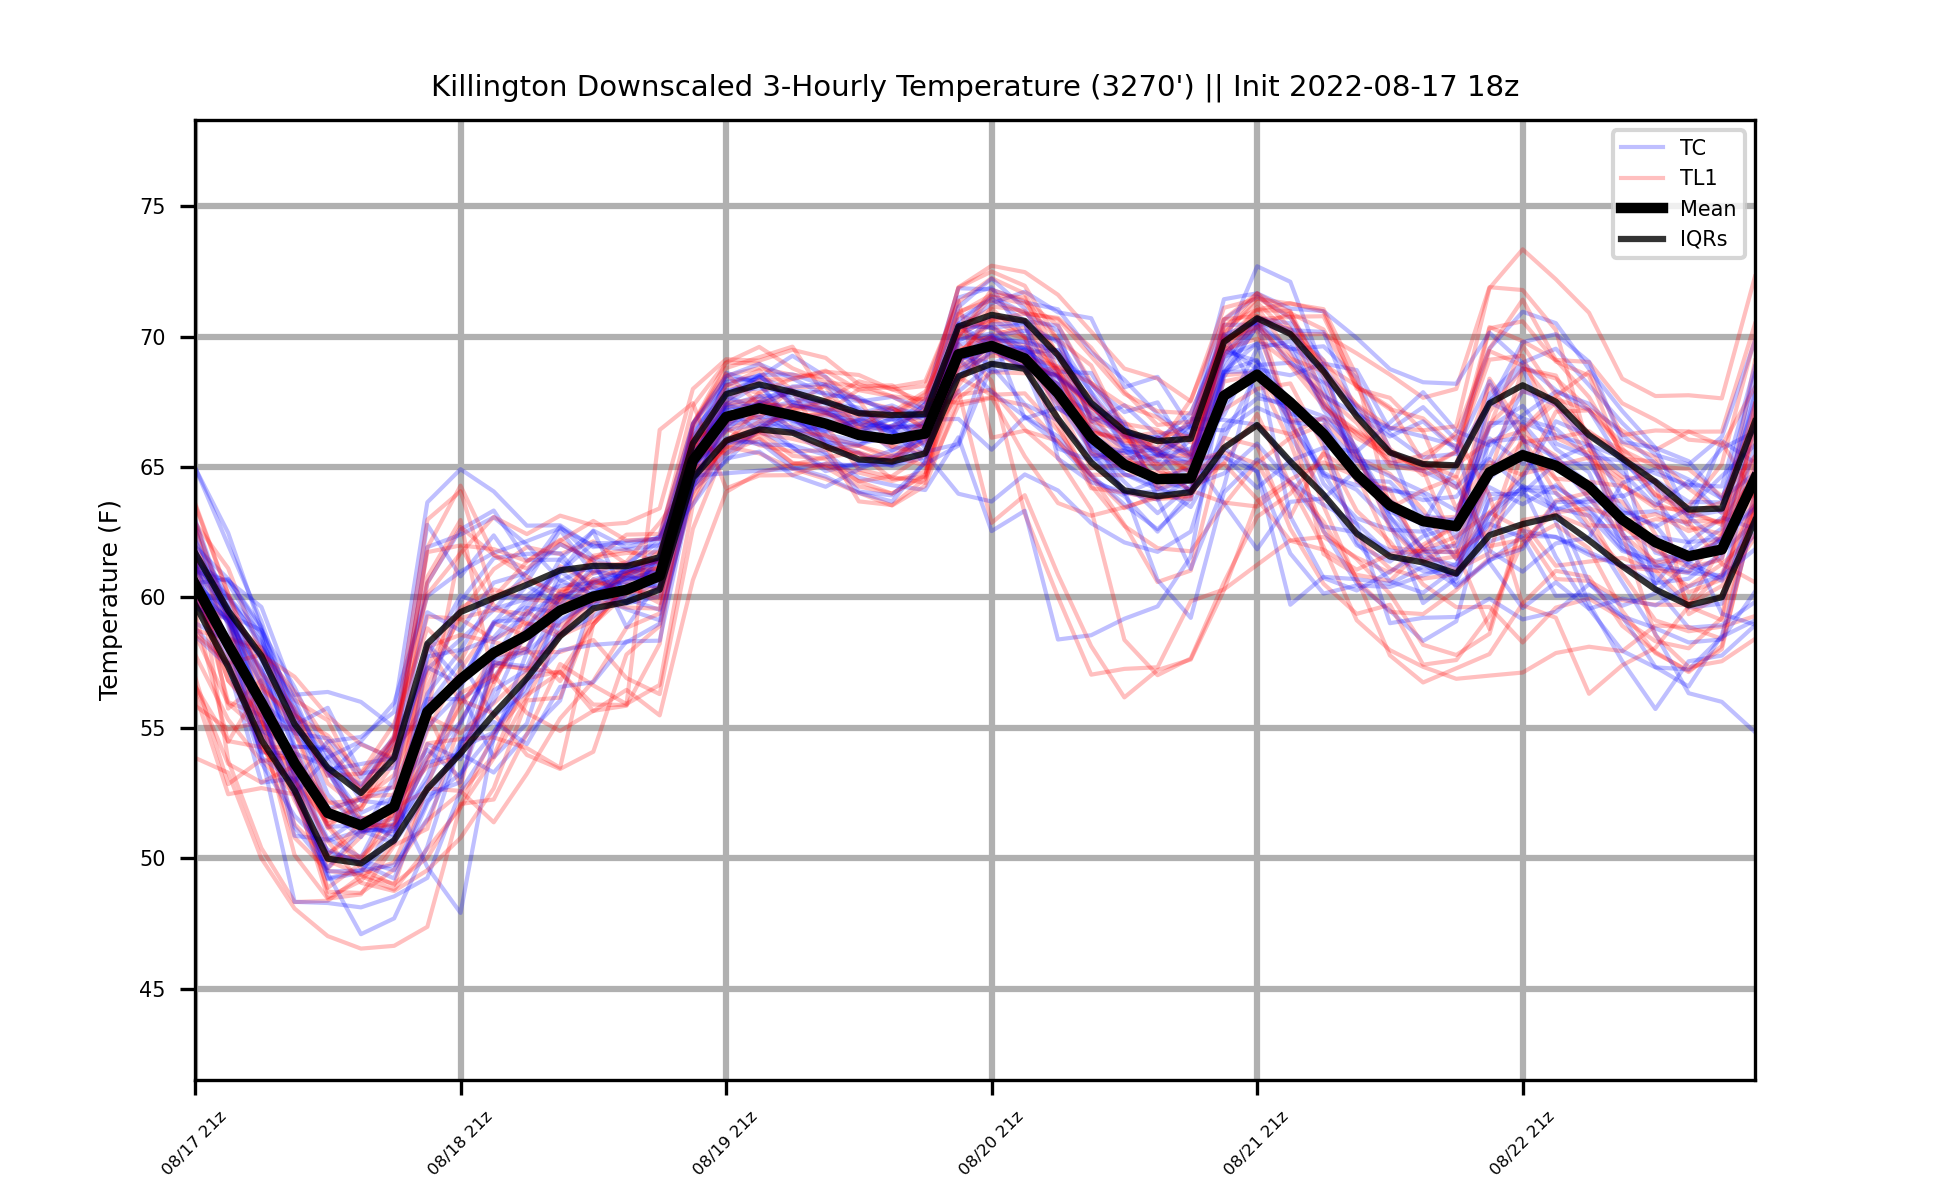 Killington Downscaled 3-Hourly Temperature (3270') || Init 2022-08-17 18z
TC
TL1
Mean
IQRs
Temperature (F)
75
70
65
60
55
50
45
08/17 21z
08/18 21z
08/19 21z
08/20 21z
08/21 21z
08/22 21z